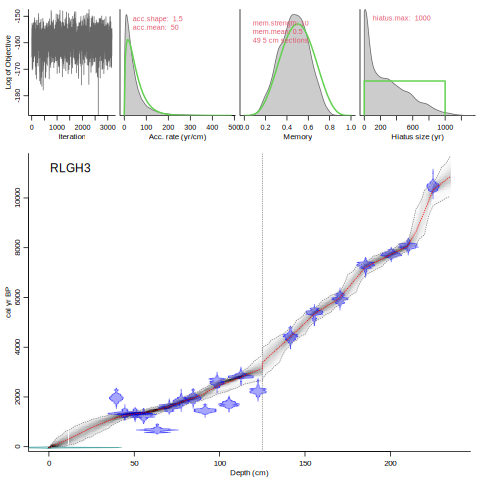 -150
-160
-170
-180
Log of Objective
0
1000
2000
3000
Iteration
acc.shape: 1.5
acc.mean: 50
0
100
200
300
400
500
Acc. rate (yr/cm)
mem.mean: 0.5
49 5 cm sections
0.0
0.2
0.4
0.6
0.8
1.0
Memory
hiatus.max: 1000
0
200
600
1000
Hiatus size (yr)
RLGH3
10000
8000
6000
4000
2000
0
cal yr BP
0
50
100
150
200
Depth (cm)